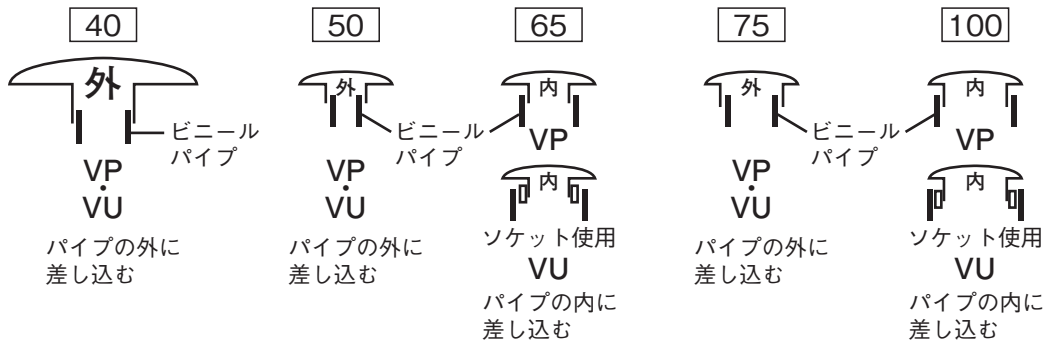 40
外
ビニール
パイプ
VP
・
VU
パイプの外に
差し込む
50
外
VP
・
VU
パイプの外に
差し込む
ビニール
パイプ
65
内
VP
内
ソケット使用
VU
パイプの内に
差し込む
75
外
VP
・
VU
パイプの外に
差し込む
ビニール
パイプ
100
内
VP
内
ソケット使用
VU
パイプの内に
差し込む